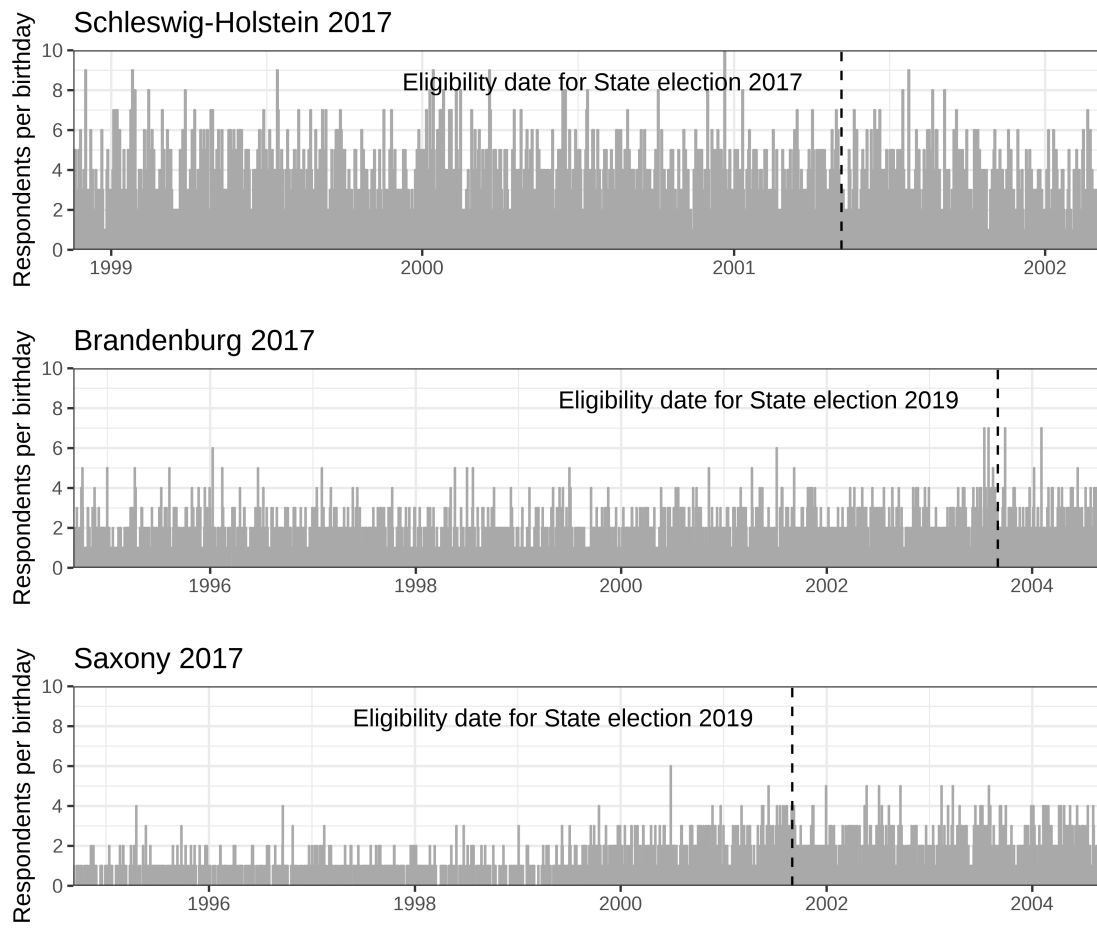 Schleswig-Holstein 2017
Respondents per birthday
10
8
6
4
2
0
Eligibility date for State election 2017
1999 2000 2001 2002
Brandenburg 2017
Respondents per birthday
10
8
6
4
2
0
Eligibility date for State election 2019
1996 1998 2000 2002 2004
Saxony 2017
Respondents per birthday
10
8
6
4
2
0
Eligibility date for State election 2019
1996 1998 2000 2002 2004